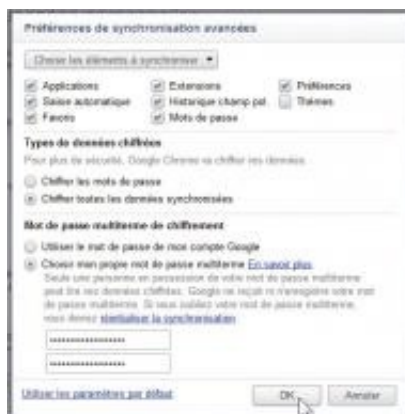 Préférences de synchronisation avancées
Choisir les éléments à synchroniser
Applications Extensions Préférences
Saisie automatique Historique champ pol. Thèmes
Favoris Mots de passe
Types de données chiffrées
Pour plus de sécurité, Google Chrome va chiffrer vos données.
Chiffrer les mots de passe
Chiffrer toutes les données synchronisées
Mot de passe multiterme de chiffrement
Utiliser le mot de passe de mon compte Google
Choisir mon propre mot de passe multiterme En savoir plus
Seule une personne en possession de votre mot de passe multiterme
peut lire vos données chiffrées. Google ne reçoit ni n'enregistre votre mot
de passe multiterme. Si vous oubliez votre mot de passe multiterme,
vous devrez réinitialiser la synchronisation
Utiliser les paramètres par défaut OK Annuler